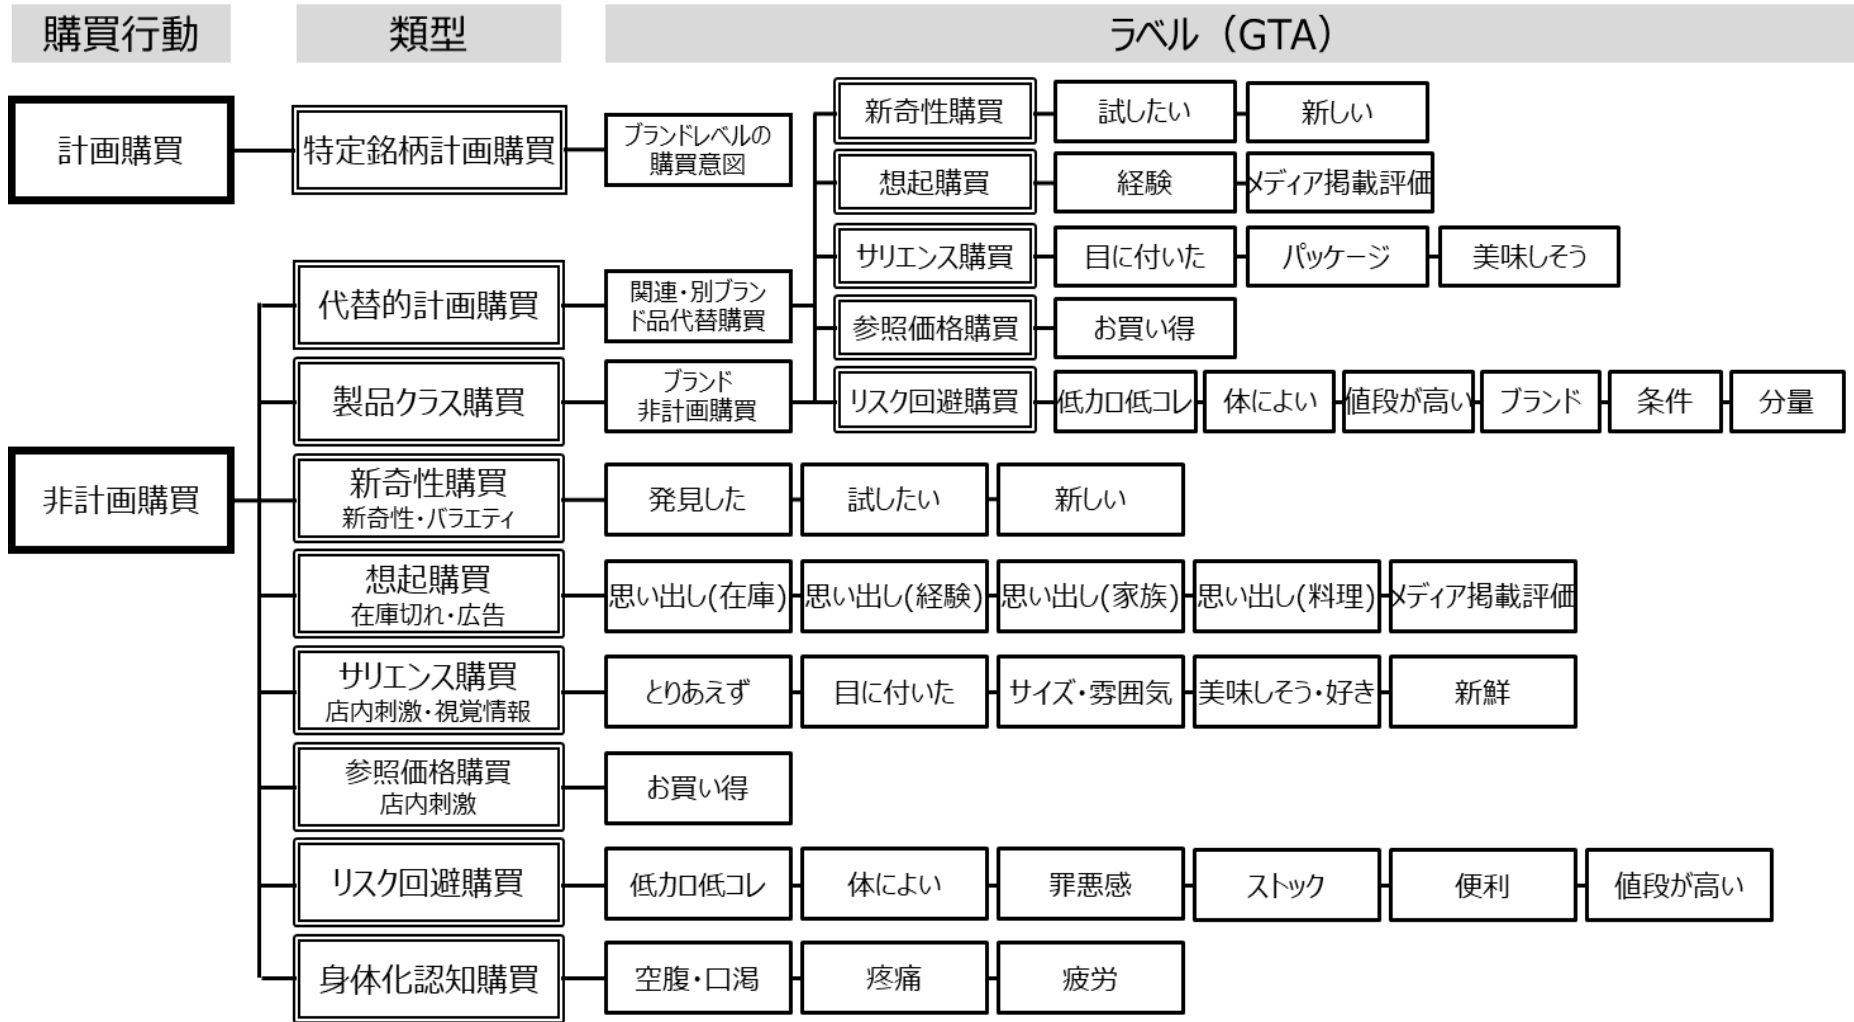 購買行動
類型
ラベル（GTA）
計画購買
特定銘柄計画購買
ブランドレベルの
購買意図
新奇性購買
試したい
新しい
想起購買
経験
メディア掲載評価
サリエンス購買
目に付いた
パッケージ
美味しそう
代替的計画購買
関連・別ブラン
ド品代替購買
参照価格購買
お買い得
製品クラス購買
ブランド
非計画購買
リスク回避購買
低カロ低コレ
体によい
値段が高い
ブランド
条件
分量
非計画購買
新奇性購買
新奇性・バラエティ
発見した
試したい
新しい
想起購買
在庫切れ・広告
思い出し(在庫)
思い出し(経験)
思い出し(家族)
思い出し(料理)
メディア掲載評価
サリエンス購買
店内刺激・視覚情報
とりあえず
目に付いた
サイズ・雰囲気
美味しそう・好き
新鮮
参照価格購買
店内刺激
お買い得
リスク回避購買
低カロ低コレ
体によい
罪悪感
ストック
便利
値段が高い
身体化認知購買
空腹・口渇
疼痛
疲労